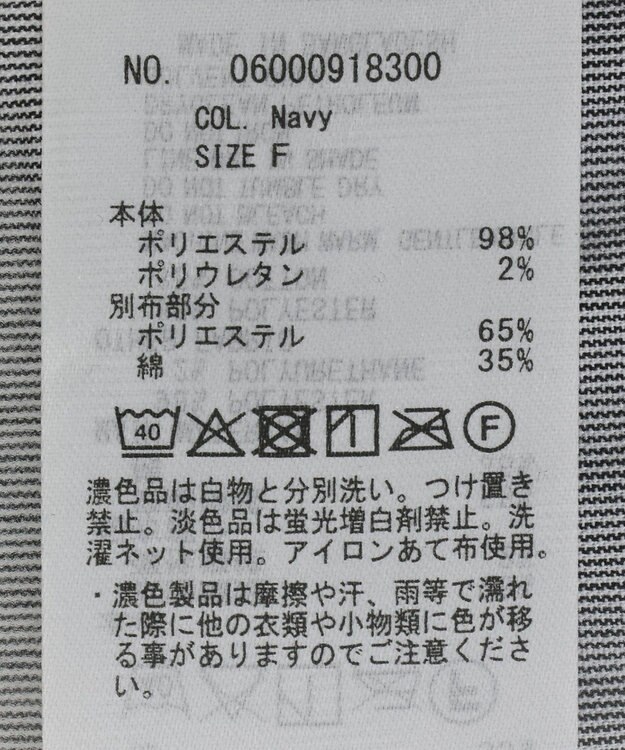 NO. 06000918300
COL. Navy
SIZE F
本体
ポリエステル 98%
ポリウレタン 2%
別布部分
ポリエステル 65%
綿 35%
40 F
濃色品は白物と分別洗い。つけ置き
禁止。淡色品は蛍光増白剤禁止。洗
濯ネット使用。アイロンあて布使用。
・濃色製品は摩擦や汗、雨等で濡れ
た際に他の衣類や小物類に色が移
る事がありますのでご注意くださ
い。